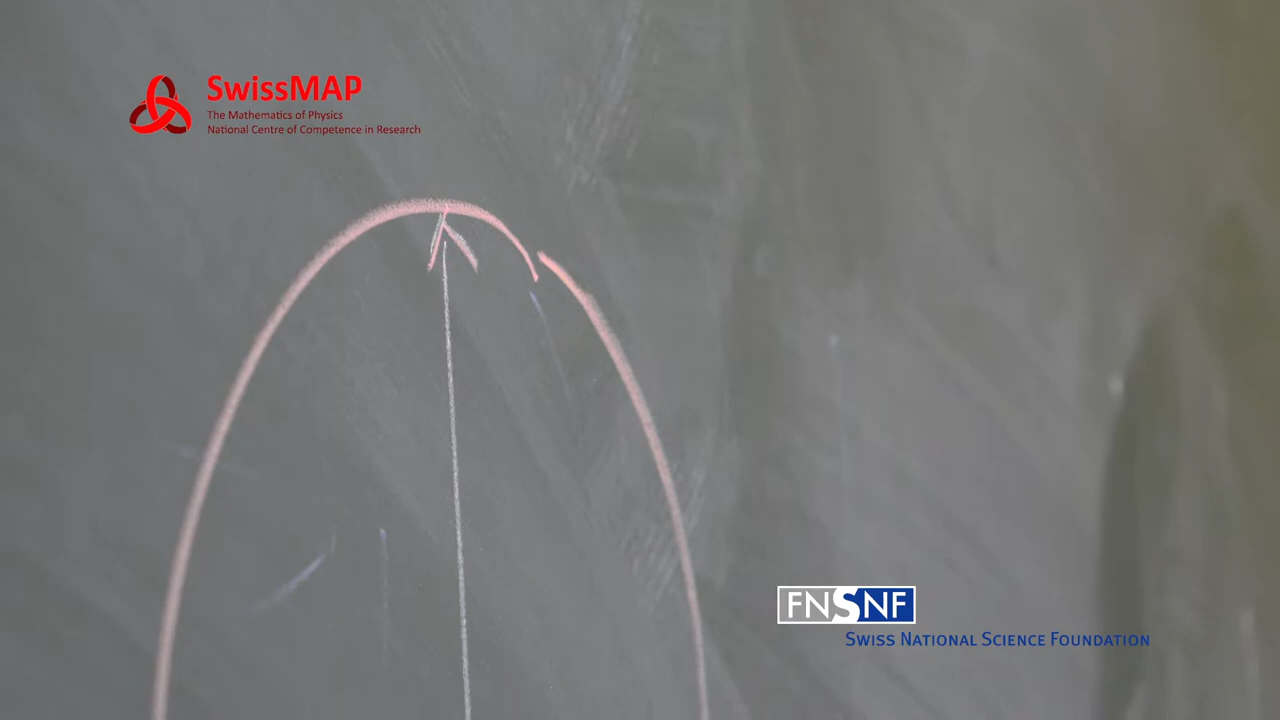 SwissMAP
The Mathematics of Physics
National Centre of Competence in Research
FNSNF
SWISS NATIONAL SCIENCE FOUNDATION